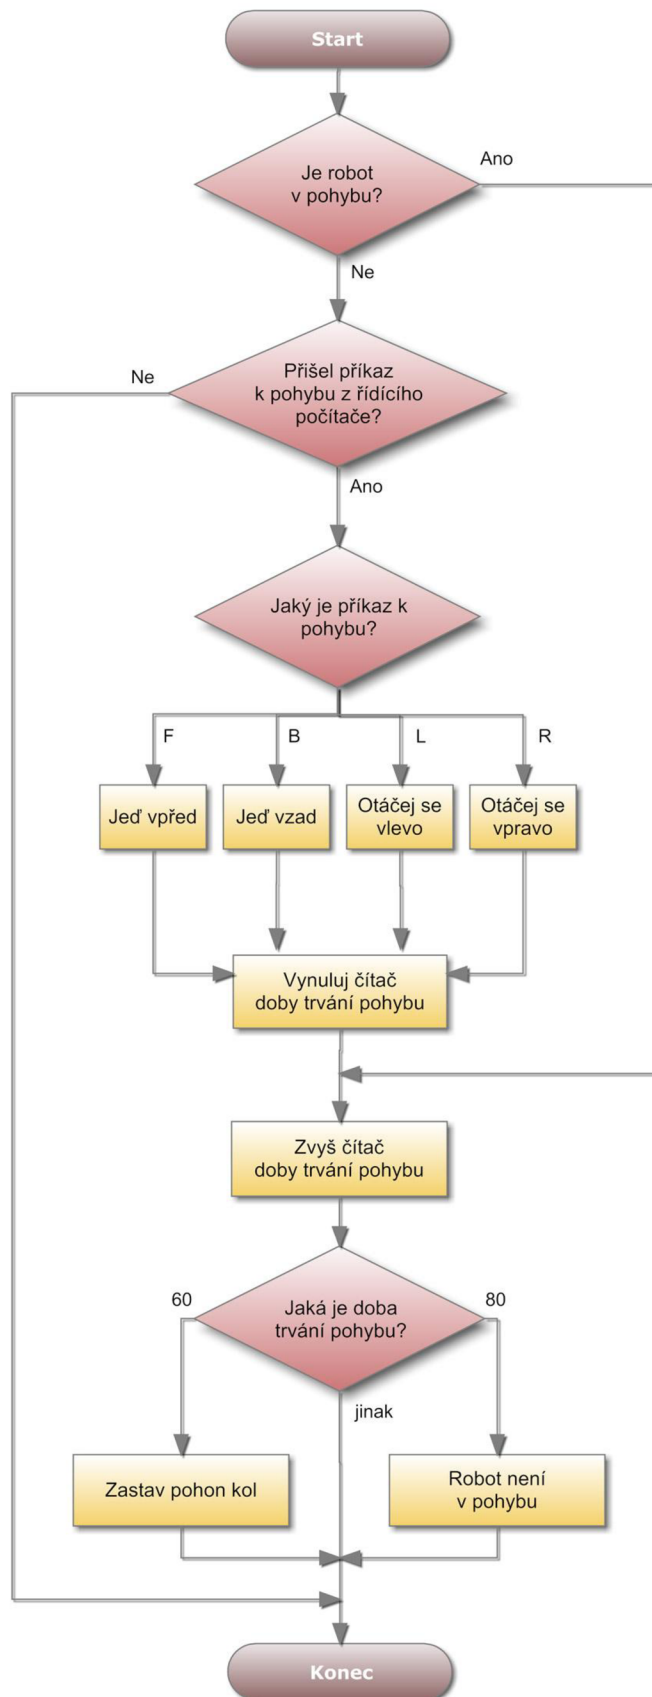 Start
Je robot
v pohybu?
Ano
Ne
Přišel příkaz
k pohybu z řídícího
počítače?
Ne
Ano
Jaký je příkaz k
pohybu?
F
B
L
R
Jeď vpřed
Jeď vzad
Otáčej se
vlevo
Otáčej se
vpravo
Vynuluj čítač
doby trvání pohybu
Zvyš čítač
doby trvání pohybu
Jaká je doba
trvání pohybu?
60
80
jinak
Zastav pohon kol
Robot není
v pohybu
Konec